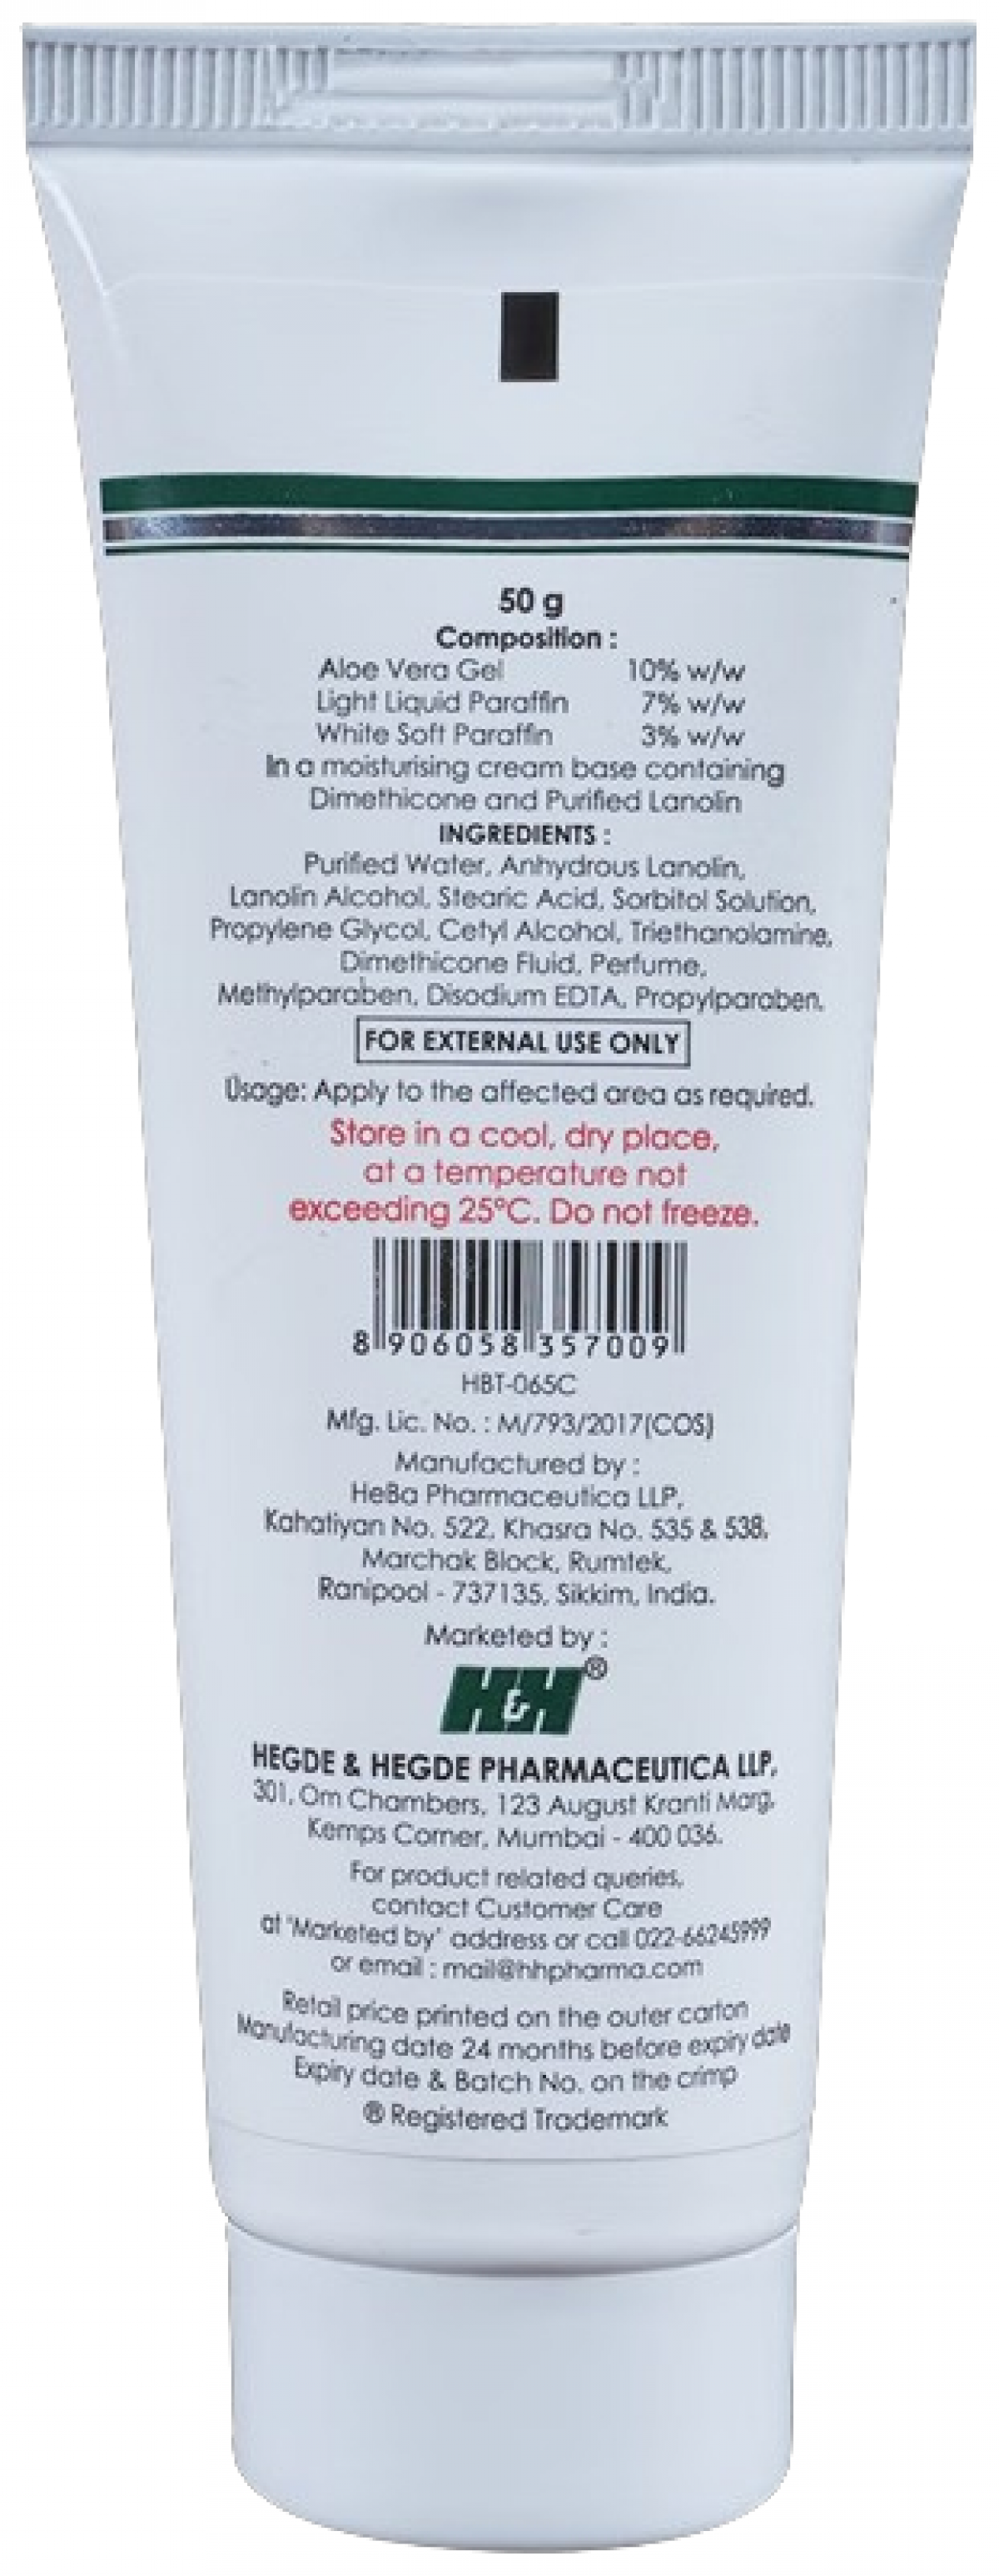 50 g
Composition :
Aloe Vera Gel 10% w/w
Light Liquid Paraffin 7% w/w
White Soft Paraffin 3% w/w
In a moisturising cream base containing
Dimethicone and Purified Lanolin
INGREDIENTS :
Purified Water, Anhydrous Lanolin,
Lanolin Alcohol, Stearic Acid, Sorbitol Solution,
Propylene Glycol, Cetyl Alcohol, Triethanolamine,
Dimethicone Fluid, Perfume,
Methylparaben, Disodium EDTA, Propylparaben.
FOR EXTERNAL USE ONLY
Usage: Apply to the affected area as required.
Store in a cool, dry place,
at a temperature not
exceeding 25°C. Do not freeze.
8 906058 357009
HBT-065C
Mfg. Lic. No. : M/793/2017(COS)
Manufactured by :
HeBa Pharmaceutica LLP,
Kahatiyan No. 522, Khasra No. 535 & 538,
Marchak Block, Rumtek,
Ranipool - 737135, Sikkim, India.
Marketed by :
H&H®
HEGDE & HEGDE PHARMACEUTICA LLP,
301, Om Chambers, 123 August Kranti Marg,
Kemps Corner, Mumbai - 400 036.
For product related queries,
contact Customer Care
at "Marketed by" address or call 022-66245999
or email : mail@hhpharma.com
Retail price printed on the outer carton
Manufacturing date 24 months before expiry date
Expiry date & Batch No. on the crimp
® Registered Trademark